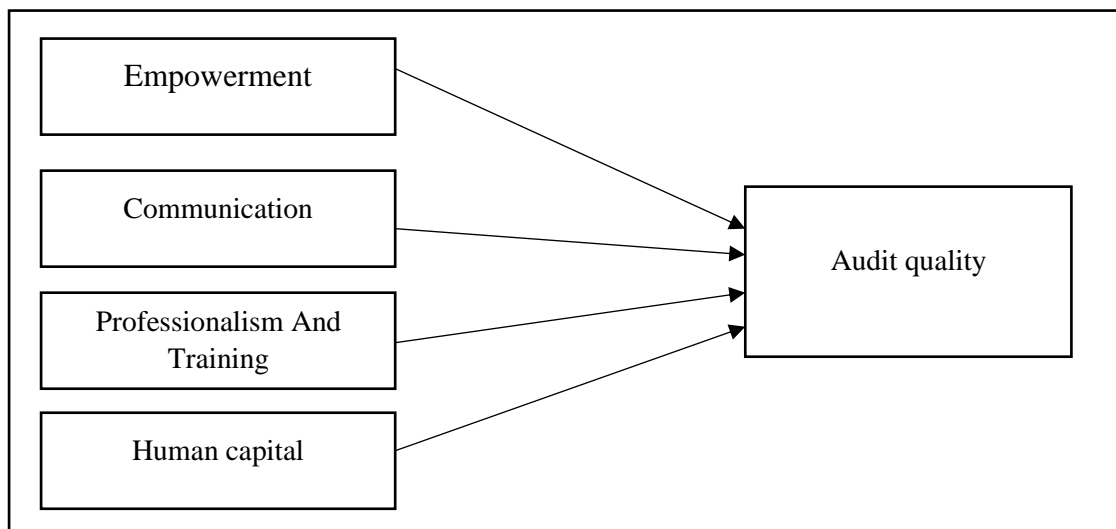 Empowerment
Communication
Professionalism And
Training
Human capital
Audit quality